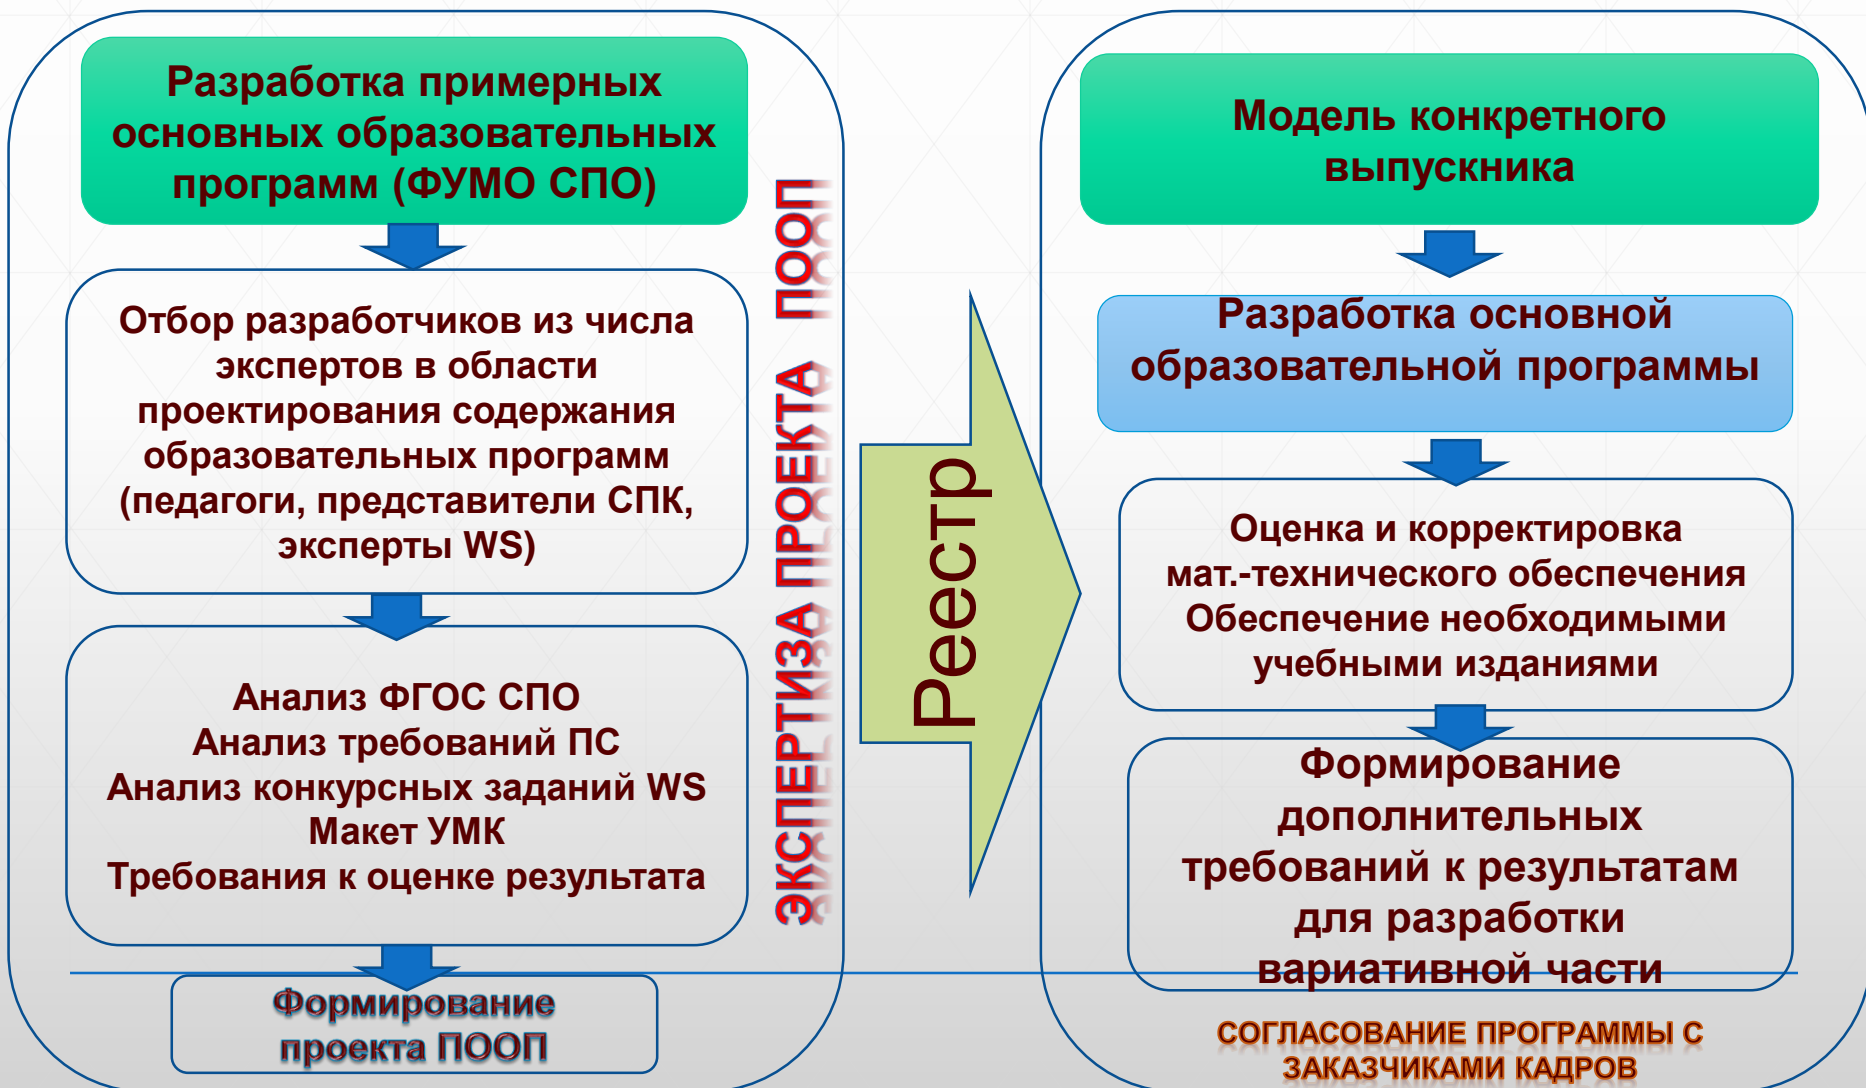 Разработка примерных
основных образовательных
программ (ФУМО СПО)
Отбор разработчиков из числа
экспертов в области
проектирования содержания
образовательных программ
(педагоги, представители СПК,
эксперты WS)
Анализ ФГОС СПО
Анализ требований ПС
Анализ конкурсных заданий WS
Макет УМК
Требования к оценке результата
Формирование
проекта ПООП
ЭКСПЕРТИЗА ПРОЕКТА ПООП
Реестр
Модель конкретного
выпускника
Разработка основной
образовательной программы
Оценка и корректировка
мат.-технического обеспечения
Обеспечение необходимыми
учебными изданиями
Формирование
дополнительных
требований к результатам
для разработки
вариативной части
СОГЛАСОВАНИЕ ПРОГРАММЫ С
ЗАКАЗЧИКАМИ КАДРОВ